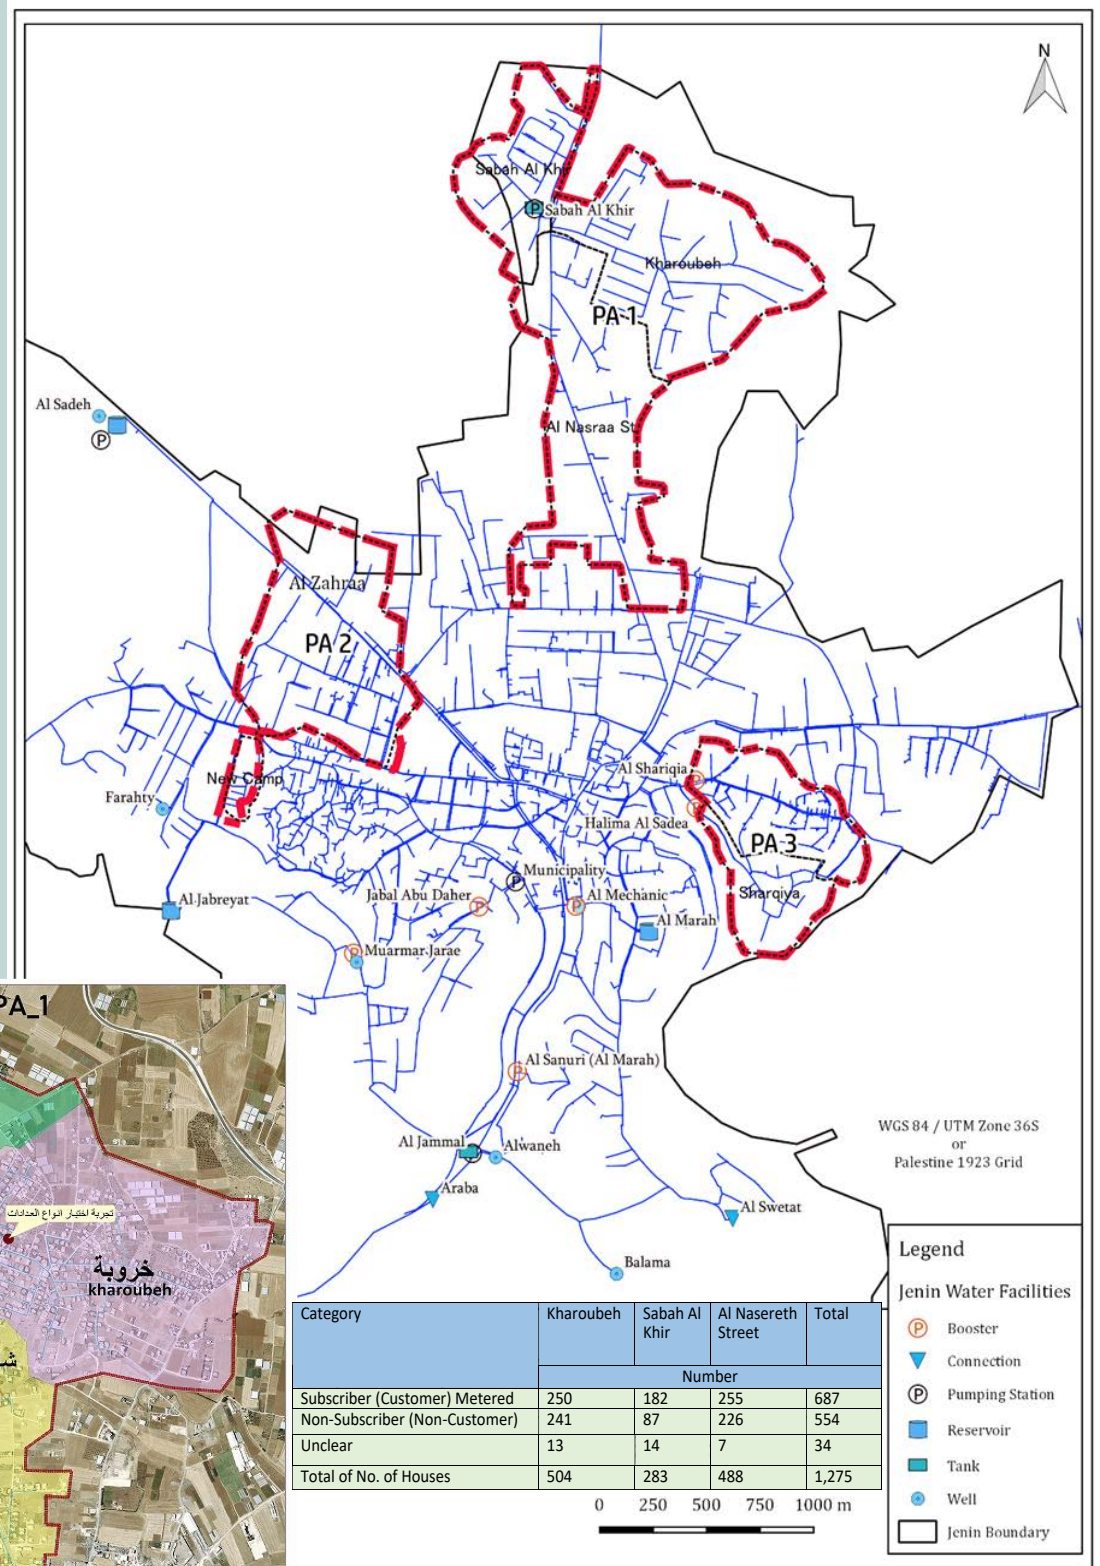 N
Sabah Al Khir
Sabah Al Khir
Kharoubeh
PA 1
Al Sadeh
Al Nasraa St
Al Zahraa
PA 2
Al Shariqia
New Camp
Farahty
Halima Al Sadea
PA 3
Municipality
Jabal Abu Daher
Al Mechanic
Sharqiya
Al Jabreyat
Al Marah
Muarmar Jarae
PA_1
Al Sanuri (Al Marah)
WGS 84 / UTM Zone 36S
or
Palestine 1923 Grid
Al Jammal
Alwaneh
Araba
Al Swetat
تجربة اختبار انواع العدادات
خروبة
kharoubeh
Balama
Legend
Jenin Water Facilities
Booster
Connection
Pumping Station
Reservoir
Tank
Well
Jenin Boundary
Category Kharoubeh Sabah Al Khir Al Nasereth Street Total
Number
Subscriber (Customer) Metered 250 182 255 687
Non-Subscriber (Non-Customer) 241 87 226 554
Unclear 13 14 7 34
Total of No. of Houses 504 283 488 1,275
0 250 500 750 1000 m